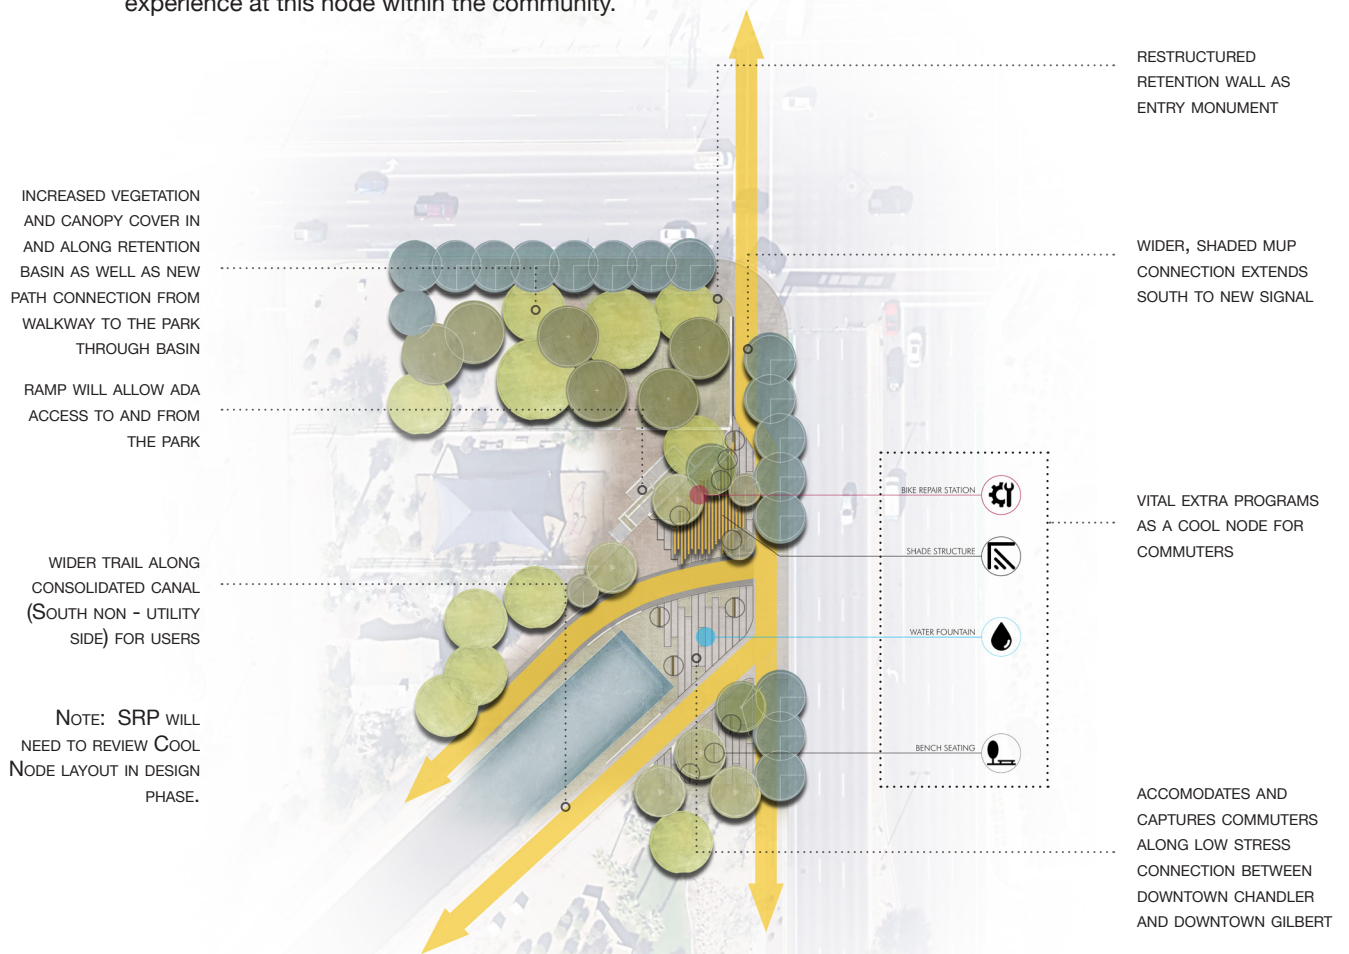 experience at this node within the community.
RESTRUCTURED
RETENTION WALL AS
ENTRY MONUMENT
INCREASED VEGETATION
AND CANOPY COVER IN
AND ALONG RETENTION
BASIN AS WELL AS NEW
PATH CONNECTION FROM
WALKWAY TO THE PARK
THROUGH BASIN
WIDER, SHADED MUP
CONNECTION EXTENDS
SOUTH TO NEW SIGNAL
RAMP WILL ALLOW ADA
ACCESS TO AND FROM
THE PARK
BIKE REPAIR STATION
SHADE STRUCTURE
WATER FOUNTAIN
BENCH SEATING
VITAL EXTRA PROGRAMS
AS A COOL NODE FOR
COMMUTERS
WIDER TRAIL ALONG
CONSOLIDATED CANAL
(SOUTH NON - UTILITY
SIDE) FOR USERS
NOTE: SRP WILL
NEED TO REVIEW COOL
NODE LAYOUT IN DESIGN
PHASE.
ACCOMODATES AND
CAPTURES COMMUTERS
ALONG LOW STRESS
CONNECTION BETWEEN
DOWNTOWN CHANDLER
AND DOWNTOWN GILBERT